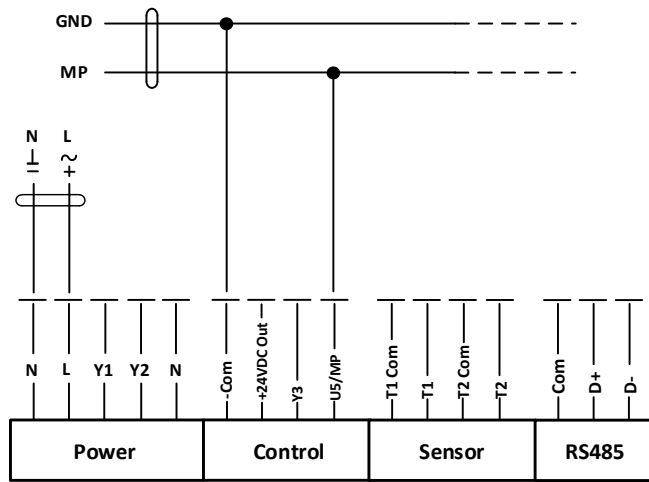 GND
MP
N L
⊥ ~
= +
N L Y1 Y2 N -Com +24VDC Out Y3 U5/MP T1 Com T1 T2 Com T2 Com D+ D-
Power Control Sensor RS485